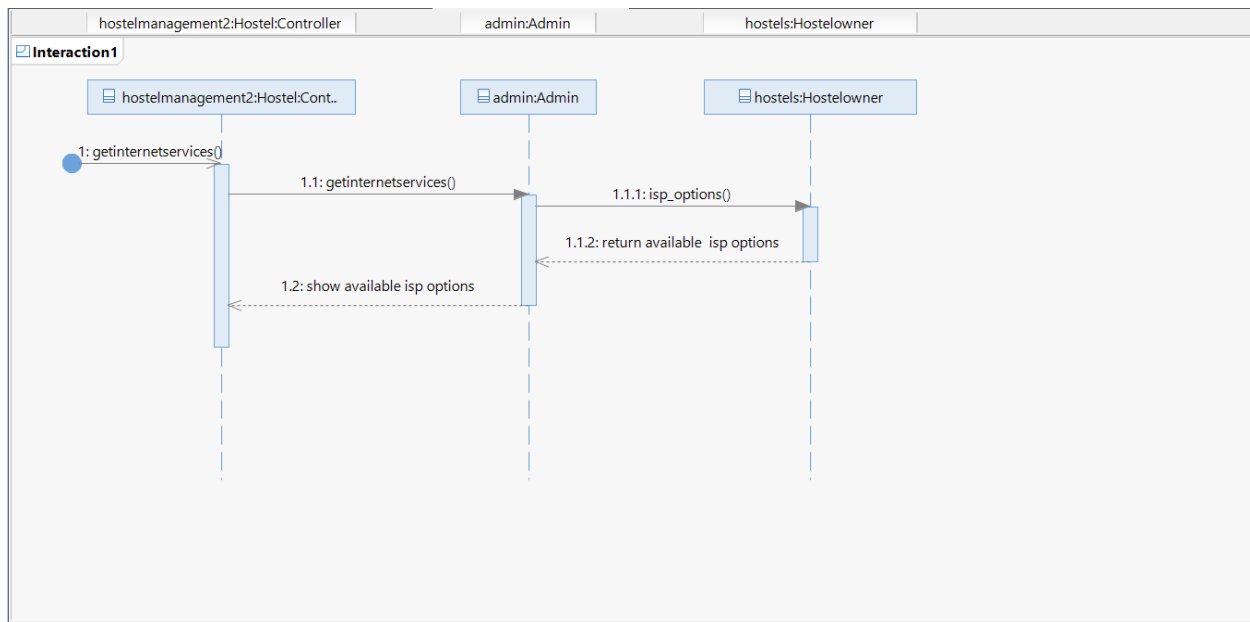 hostelmanagement2:Hostel:Controller
admin:Admin
hostels:Hostelowner
Interaction1
hostelmanagement2:Hostel:Cont..
admin:Admin
hostels:Hostelowner
1: getinternetservices()
1.1: getinternetservices()
1.1.1: isp_options()
1.1.2: return available isp options
1.2: show available isp options